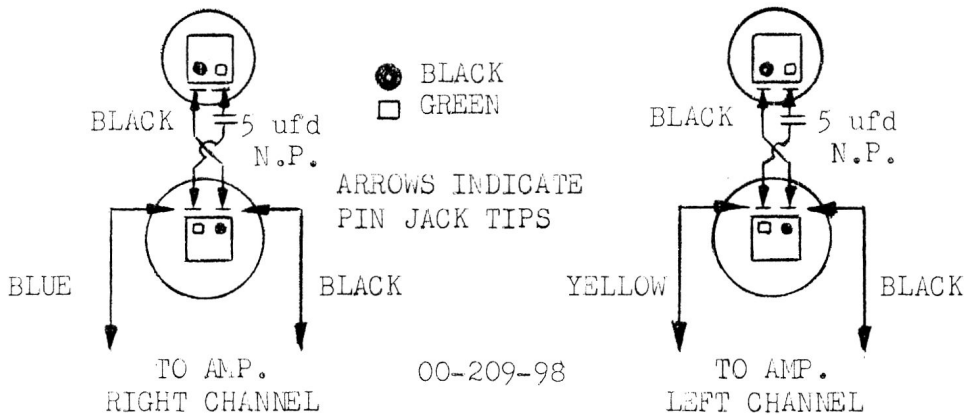 BLACK
5 ufd
N.P.
BLACK
GREEN
ARROWS INDICATE
PIN JACK TIPS
BLUE
BLACK
TO AMP.
RIGHT CHANNEL
00-209-98
BLACK
5 ufd
N.P.
YELLOW
BLACK
TO AMP.
LEFT CHANNEL